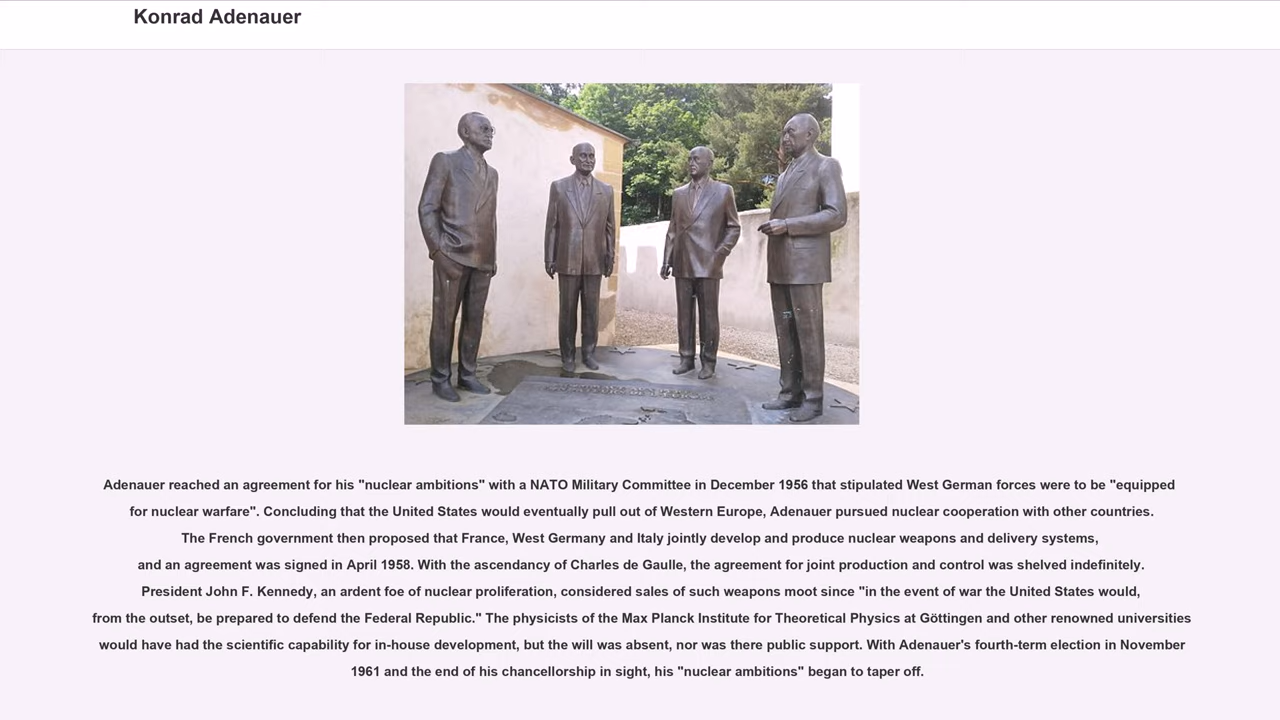 Konrad Adenauer
Adenauer reached an agreement for his "nuclear ambitions" with a NATO Military Committee in December 1956 that stipulated West German forces were to be "equipped
for nuclear warfare". Concluding that the United States would eventually pull out of Western Europe, Adenauer pursued nuclear cooperation with other countries.
The French government then proposed that France, West Germany and Italy jointly develop and produce nuclear weapons and delivery systems,
and an agreement was signed in April 1958. With the ascendancy of Charles de Gaulle, the agreement for joint production and control was shelved indefinitely.
President John F. Kennedy, an ardent foe of nuclear proliferation, considered sales of such weapons moot since "in the event of war the United States would,
from the outset, be prepared to defend the Federal Republic." The physicists of the Max Planck Institute for Theoretical Physics at Göttingen and other renowned universities
would have had the scientific capability for in-house development, but the will was absent, nor was there public support. With Adenauer's fourth-term election in November
1961 and the end of his chancellorship in sight, his "nuclear ambitions" began to taper off.